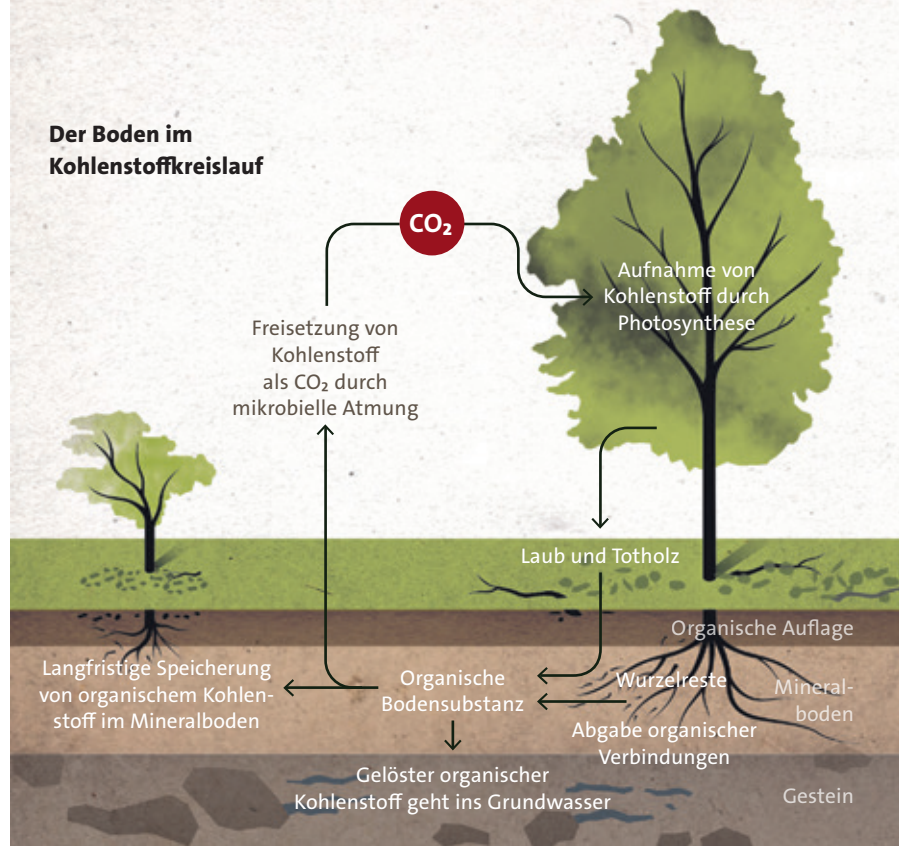 Der Boden im
Kohlenstoffkreislauf
CO₂
Aufnahme von
Kohlenstoff durch
Photosynthese
Freisetzung von
Kohlenstoff
als CO₂ durch
mikrobielle Atmung
Laub und Totholz
Organische Auflage
Langfristige Speicherung
von organischem Kohlen-
stoff im Mineralboden
Organische
Bodensubstanz
Wurzelreste
Mineral-
boden
Abgabe organischer
Verbindungen
Gelöster organischer
Kohlenstoff geht ins Grundwasser
Gestein